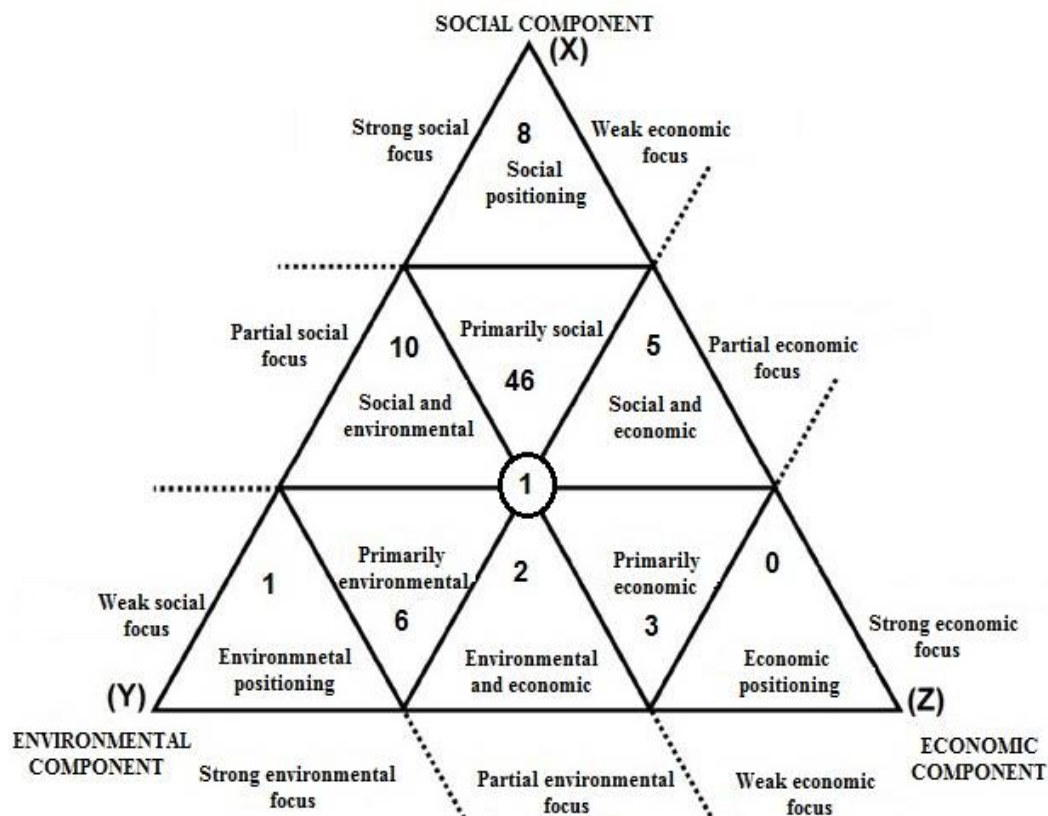 SOCIAL COMPONENT
(X)
Strong social
focus
8
Social
positioning
Weak economic
focus
Partial social
focus
10
Social and
environmental
Primarily social
46
5
Social and
economic
Partial economic
focus
1
Weak social
focus
1
Environmnetal
positioning
Primarily
environmental
6
2
Environmental
and economic
Primarily
economic
3
0
Economic
positioning
Strong economic
focus
(Y)
(Z)
ENVIRONMENTAL
COMPONENT
Strong environmental
focus
Partial environmental
focus
Weak economic
focus
ECONOMIC
COMPONENT